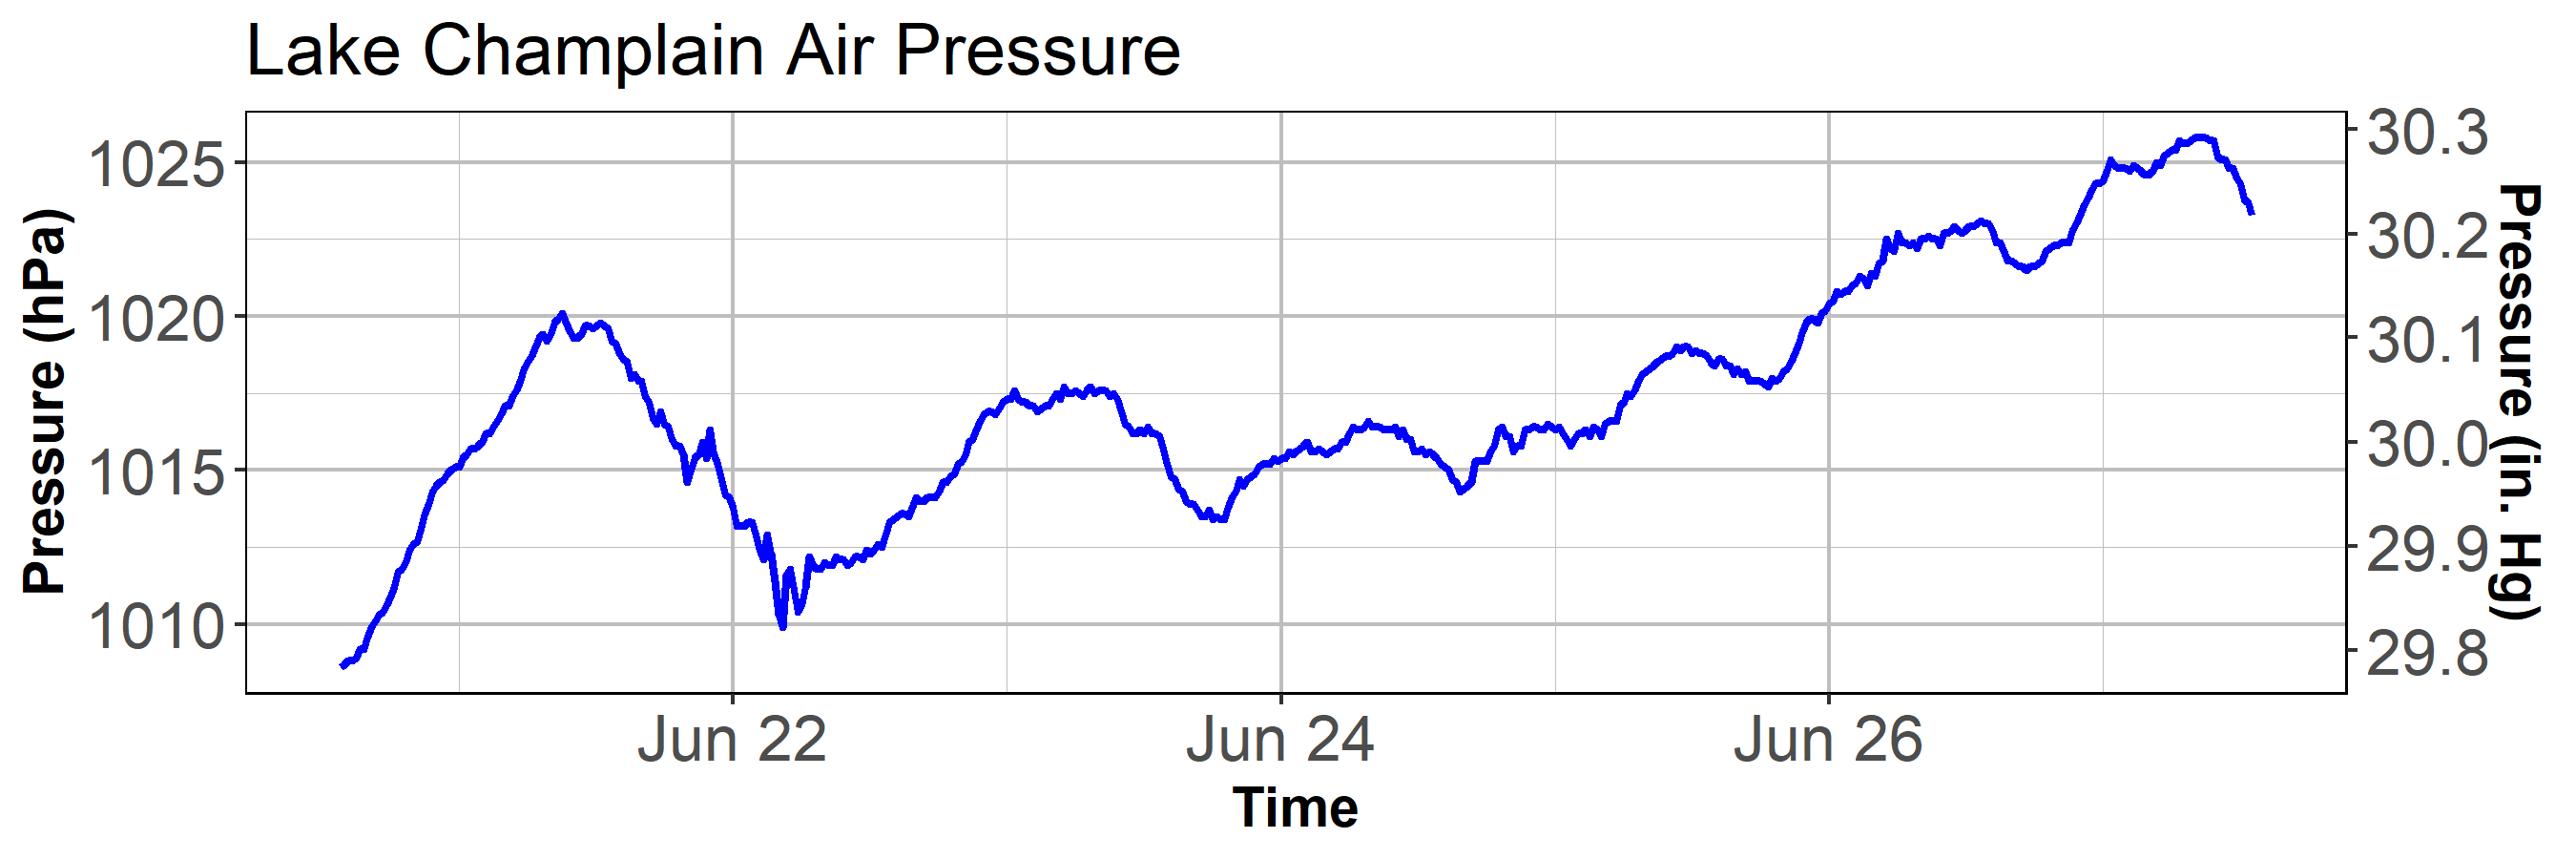 Lake Champlain Air Pressure
Pressure (hPa)
1025
1020
1015
1010
30.3
30.2
30.1
30.0
29.9
29.8
Pressure (in. Hg)
Jun 22
Jun 24
Jun 26
Time